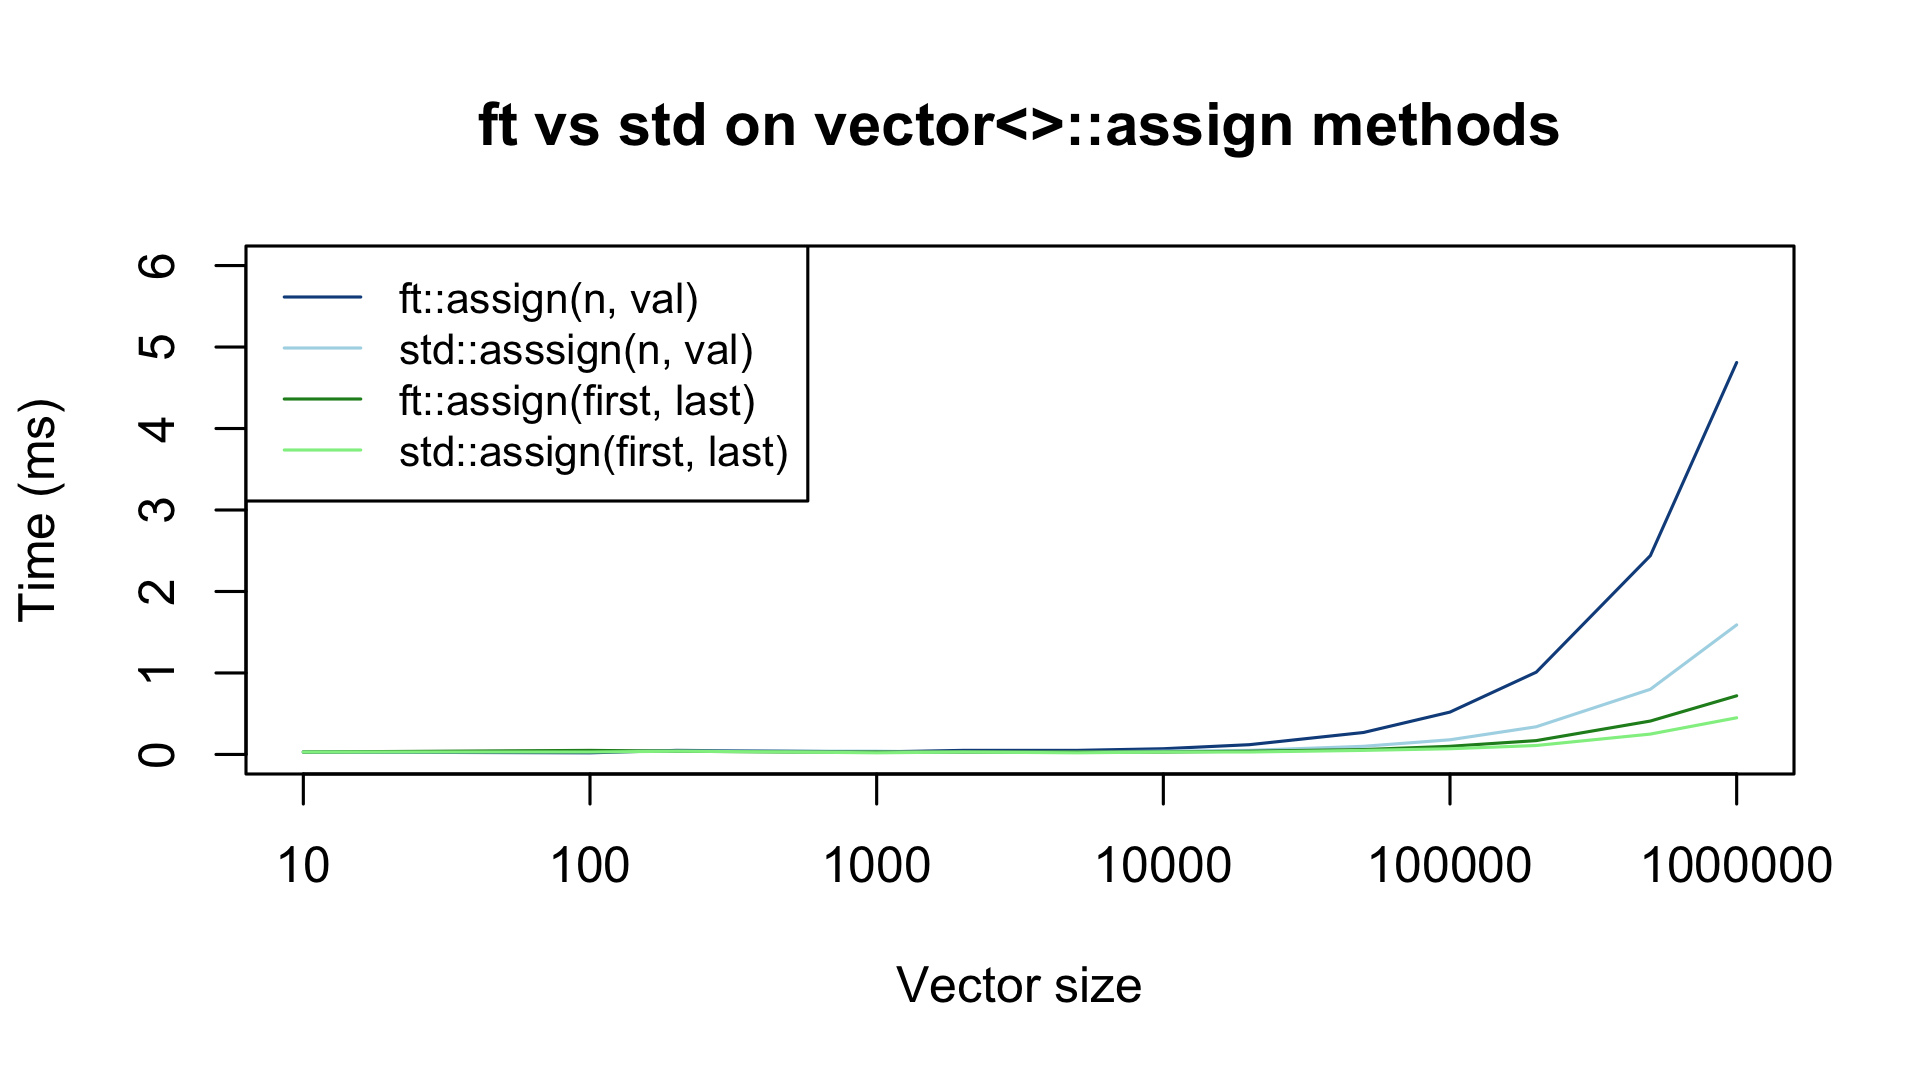 ft vs std on vector<>::assign methods
6
5
4
3
2
1
0
Time (ms)
ft::assign(n, val)
std::asssign(n, val)
ft::assign(first, last)
std::assign(first, last)
10 100 1000 10000 100000 1000000
Vector size